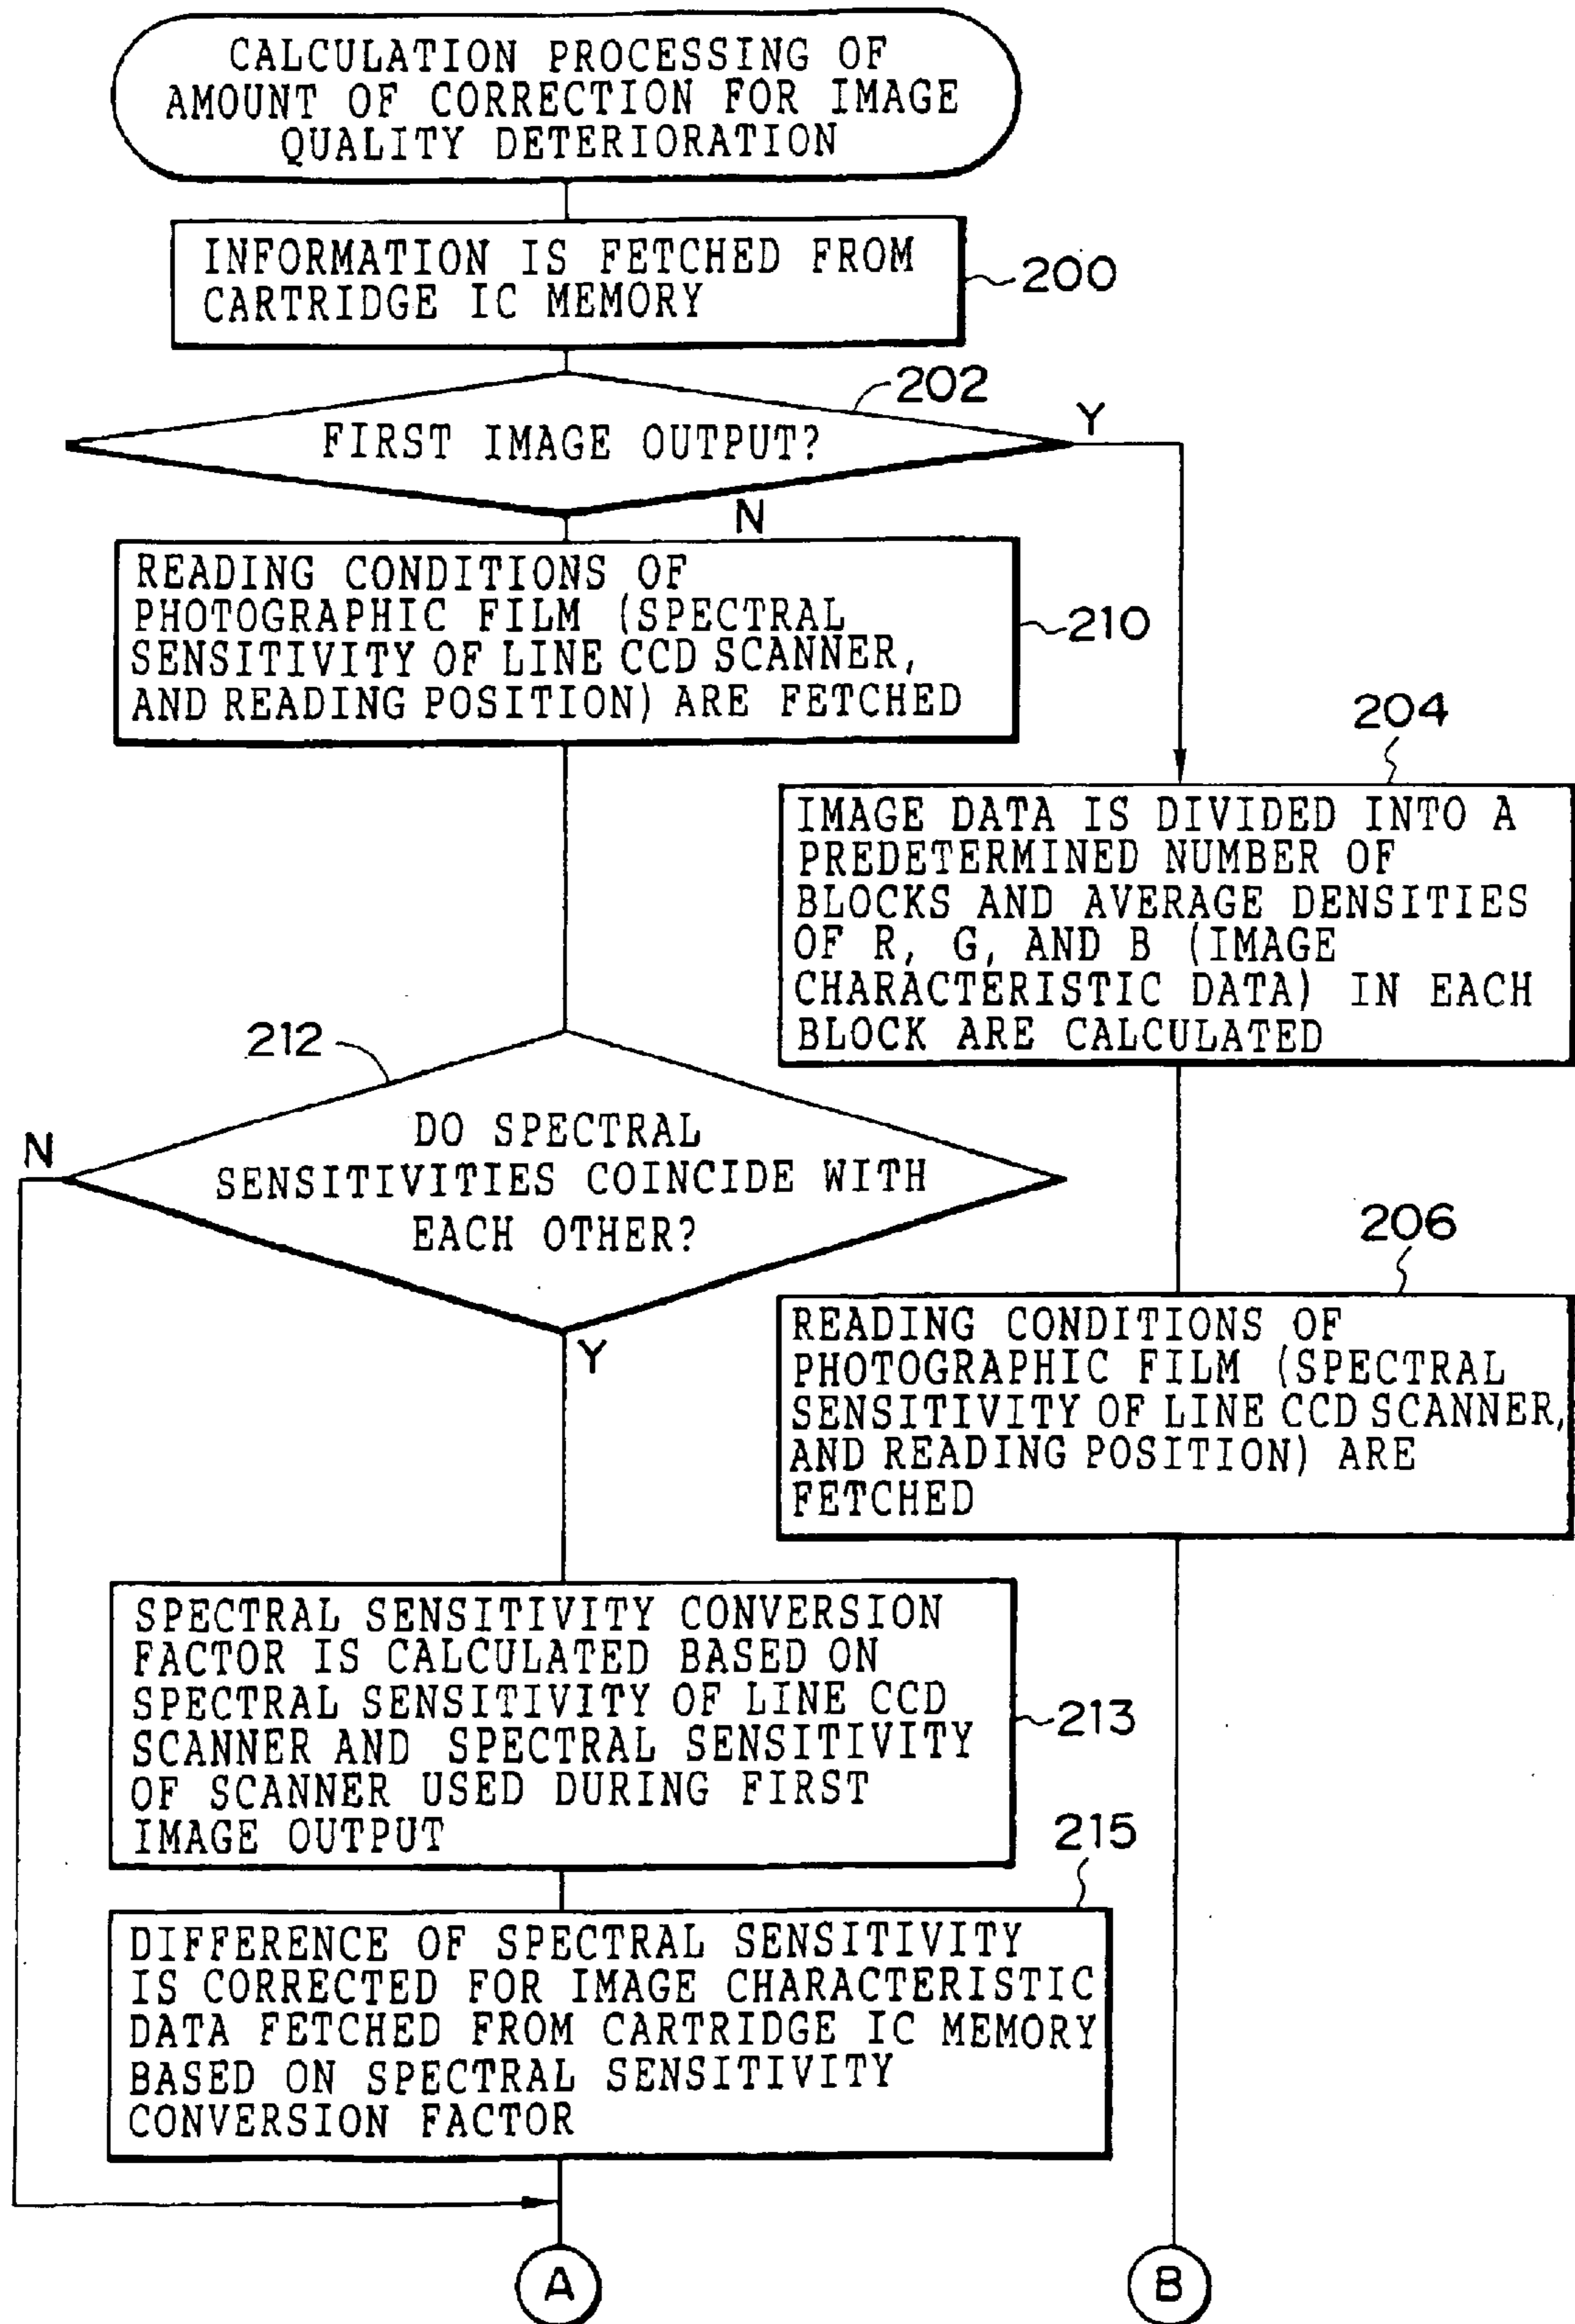 CALCULATION PROCESSING OF
AMOUNT OF CORRECTION FOR IMAGE
QUALITY DETERIORATION
INFORMATION IS FETCHED FROM
CARTRIDGE IC MEMORY
200
202
FIRST IMAGE OUTPUT?
Y
N
READING CONDITIONS OF
PHOTOGRAPHIC FILM (SPECTRAL
SENSITIVITY OF LINE CCD SCANNER,
AND READING POSITION) ARE FETCHED
210
204
IMAGE DATA IS DIVIDED INTO A
PREDETERMINED NUMBER OF
BLOCKS AND AVERAGE DENSITIES
OF R, G, AND B (IMAGE
CHARACTERISTIC DATA) IN EACH
BLOCK ARE CALCULATED
212
DO SPECTRAL
SENSITIVITIES COINCIDE WITH
EACH OTHER?
N
Y
206
READING CONDITIONS OF
PHOTOGRAPHIC FILM (SPECTRAL
SENSITIVITY OF LINE CCD SCANNER,
AND READING POSITION) ARE
FETCHED
SPECTRAL SENSITIVITY CONVERSION
FACTOR IS CALCULATED BASED ON
SPECTRAL SENSITIVITY OF LINE CCD
SCANNER AND SPECTRAL SENSITIVITY
OF SCANNER USED DURING FIRST
IMAGE OUTPUT
213
215
DIFFERENCE OF SPECTRAL SENSITIVITY
IS CORRECTED FOR IMAGE CHARACTERISTIC
DATA FETCHED FROM CARTRIDGE IC MEMORY
BASED ON SPECTRAL SENSITIVITY
CONVERSION FACTOR
A
B